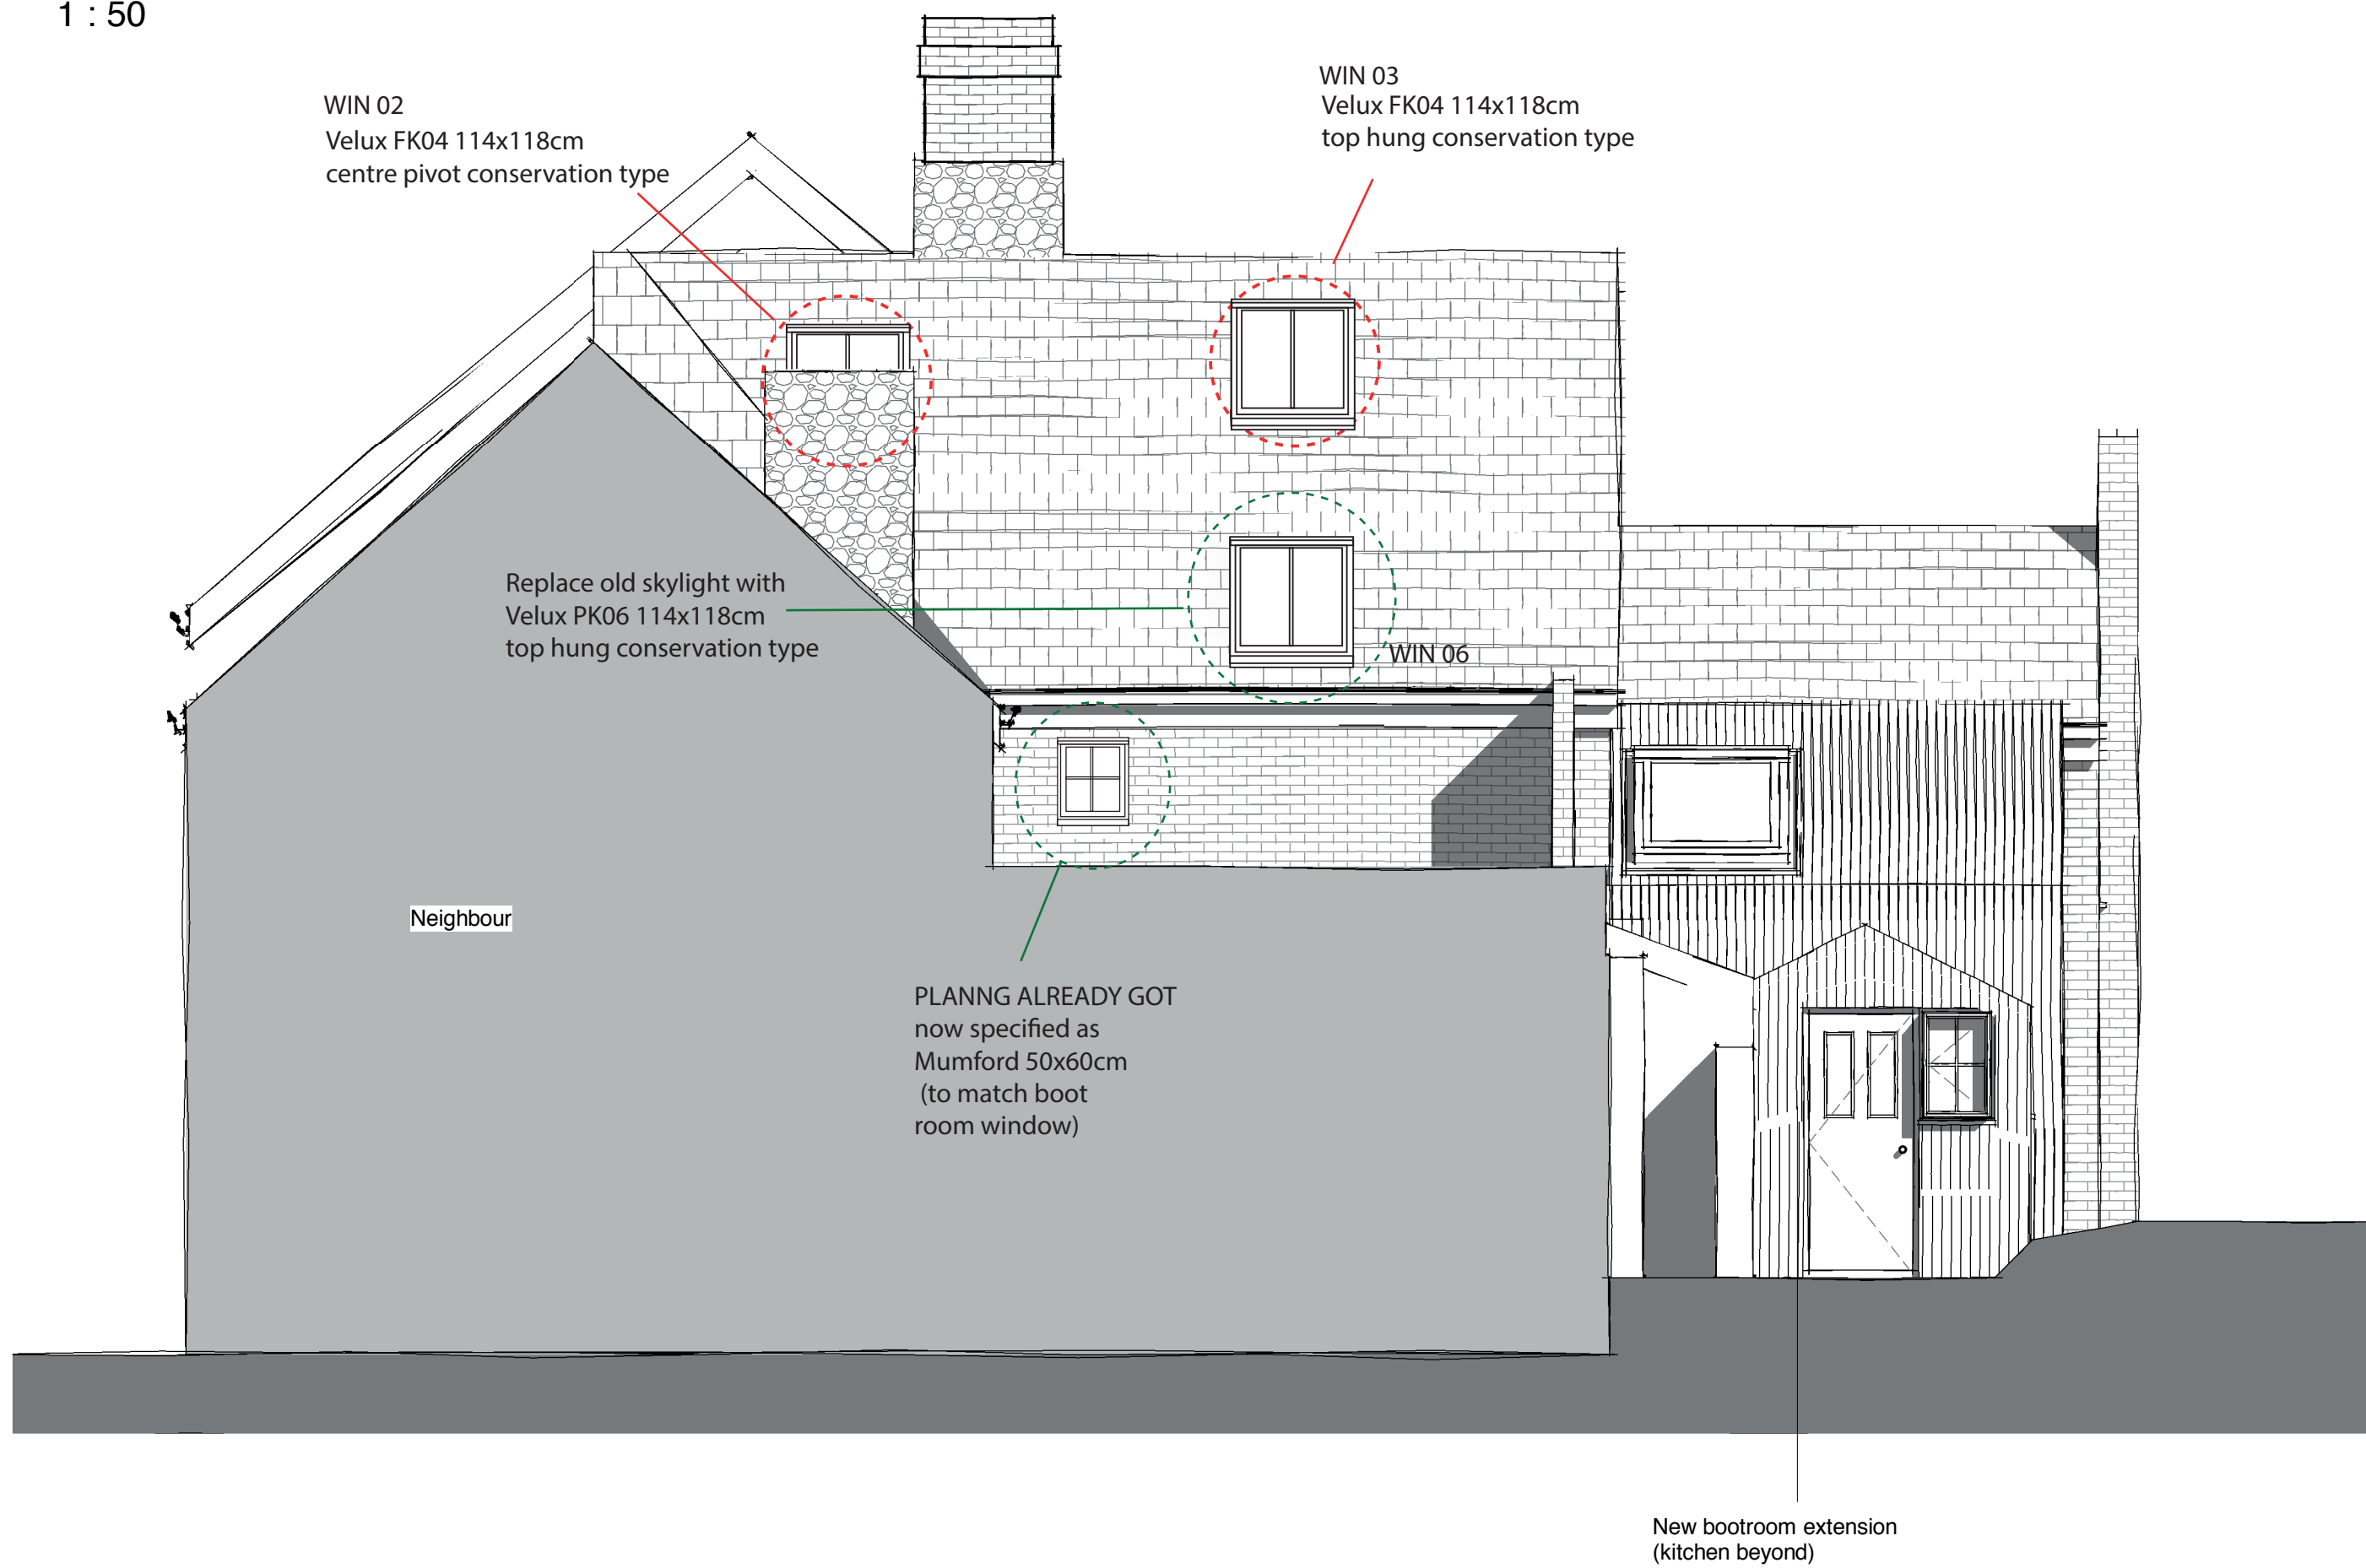 1 : 50
WIN 02
Velux FK04 114x118cm
centre pivot conservation type
WIN 03
Velux FK04 114x118cm
top hung conservation type
Replace old skylight with
Velux PK06 114x118cm
top hung conservation type
WIN 06
Neighbour
PLANNG ALREADY GOT
now specified as
Mumford 50x60cm
(to match boot
room window)
New bootroom extension
(kitchen beyond)